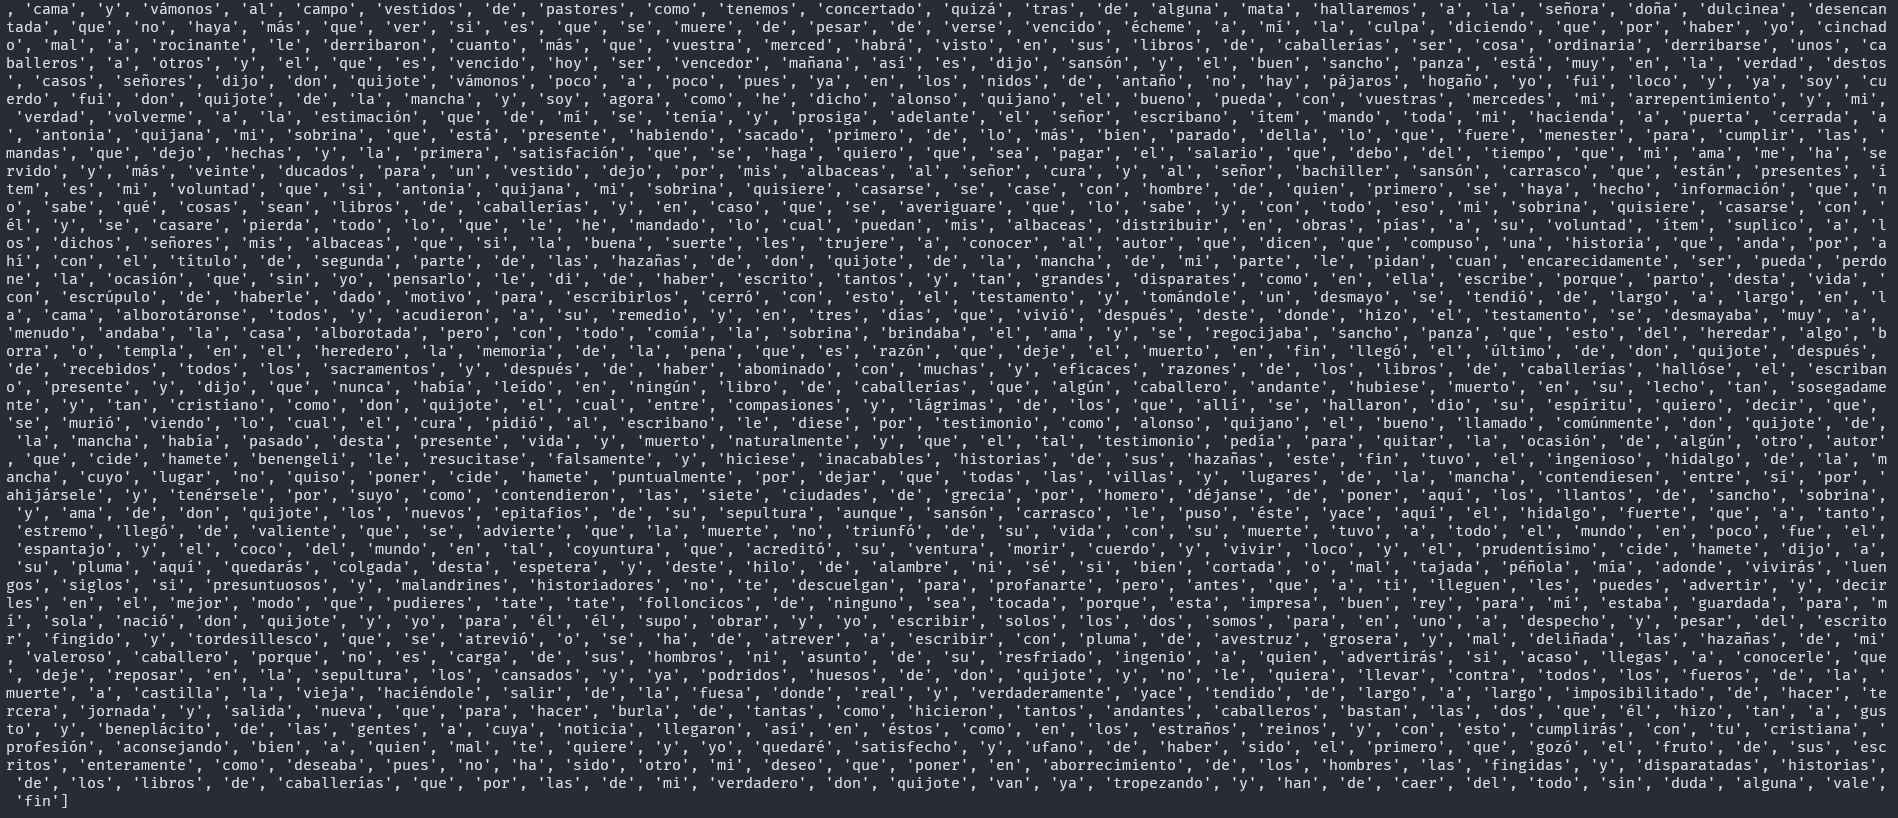 , 'cama', 'y', 'vámonos', 'al', 'campo', 'vestidos', 'de', 'pastores', 'como', 'tenemos', 'concertado', 'quizá', 'tras', 'de', 'alguna', 'mata', 'hallaremos', 'a', 'la', 'señora', 'doña', 'dulcinea', 'desencan
tada', 'que', 'no', 'haya', 'más', 'que', 'ver', 'si', 'es', 'que', 'se', 'muere', 'de', 'pesar', 'de', 'verse', 'vencido', 'écheme', 'a', 'mí', 'la', 'culpa', 'diciendo', 'que', 'por', 'haber', 'yo', 'cinchad
o', 'mal', 'a', 'rocinante', 'le', 'derribaron', 'cuanto', 'más', 'que', 'vuestra', 'merced', 'habrá', 'visto', 'en', 'sus', 'libros', 'de', 'caballerías', 'ser', 'cosa', 'ordinaria', 'derribarse', 'unos', 'ca
balleros', 'a', 'otros', 'y', 'el', 'que', 'es', 'vencido', 'hoy', 'ser', 'vencedor', 'mañana', 'así', 'es', 'dijo', 'sansón', 'y', 'el', 'buen', 'sancho', 'panza', 'está', 'muy', 'en', 'la', 'verdad', 'destos
', 'casos', 'señores', 'dijo', 'don', 'quijote', 'vámonos', 'poco', 'a', 'poco', 'pues', 'ya', 'en', 'los', 'nidos', 'de', 'antaño', 'no', 'hay', 'pájaros', 'hogaño', 'yo', 'fui', 'loco', 'y', 'ya', 'soy', 'cu
erdo', 'fui', 'don', 'quijote', 'de', 'la', 'mancha', 'y', 'soy', 'agora', 'como', 'he', 'dicho', 'alonso', 'quijano', 'el', 'bueno', 'pueda', 'con', 'vuestras', 'mercedes', 'mi', 'arrepentimiento', 'y', 'mi',
'verdad', 'volverme', 'a', 'la', 'estimación', 'que', 'de', 'mí', 'se', 'tenía', 'y', 'prosiga', 'adelante', 'el', 'señor', 'escribano', 'ítem', 'mando', 'toda', 'mi', 'hacienda', 'a', 'puerta', 'cerrada', 'a
', 'antonia', 'quijana', 'mi', 'sobrina', 'que', 'está', 'presente', 'habiendo', 'sacado', 'primero', 'de', 'lo', 'más', 'bien', 'parado', 'della', 'lo', 'que', 'fuere', 'menester', 'para', 'cumplir', 'las', '
mandas', 'que', 'dejo', 'hechas', 'y', 'la', 'primera', 'satisfación', 'que', 'se', 'haga', 'quiero', 'que', 'sea', 'pagar', 'el', 'salario', 'que', 'debo', 'del', 'tiempo', 'que', 'mi', 'ama', 'me', 'ha', 'se
rvido', 'y', 'más', 'veinte', 'ducados', 'para', 'un', 'vestido', 'dejo', 'por', 'mis', 'albaceas', 'al', 'señor', 'cura', 'y', 'al', 'señor', 'bachiller', 'sansón', 'carrasco', 'que', 'están', 'presentes', 'í
tem', 'es', 'mi', 'voluntad', 'que', 'si', 'antonia', 'quijana', 'mi', 'sobrina', 'quisiere', 'casarse', 'se', 'case', 'con', 'hombre', 'de', 'quien', 'primero', 'se', 'haya', 'hecho', 'información', 'que', 'n
o', 'sabe', 'qué', 'cosas', 'sean', 'libros', 'de', 'caballerías', 'y', 'en', 'caso', 'que', 'se', 'averiguare', 'que', 'lo', 'sabe', 'y', 'con', 'todo', 'eso', 'mi', 'sobrina', 'quisiere', 'casarse', 'con', '
él', 'y', 'se', 'casare', 'pierda', 'todo', 'lo', 'que', 'le', 'he', 'mandado', 'lo', 'cual', 'puedan', 'mis', 'albaceas', 'distribuir', 'en', 'obras', 'pías', 'a', 'su', 'voluntad', 'ítem', 'suplico', 'a', 'l
os', 'dichos', 'señores', 'mis', 'albaceas', 'que', 'si', 'la', 'buena', 'suerte', 'les', 'trujere', 'a', 'conocer', 'al', 'autor', 'que', 'dicen', 'que', 'compuso', 'una', 'historia', 'que', 'anda', 'por', 'a
hí', 'con', 'el', 'título', 'de', 'segunda', 'parte', 'de', 'las', 'hazañas', 'de', 'don', 'quijote', 'de', 'la', 'mancha', 'de', 'mi', 'parte', 'le', 'pidan', 'cuan', 'encarecidamente', 'ser', 'pueda', 'perdo
ne', 'la', 'ocasión', 'que', 'sin', 'yo', 'pensarlo', 'le', 'di', 'de', 'haber', 'escrito', 'tantos', 'y', 'tan', 'grandes', 'disparates', 'como', 'en', 'ella', 'escribe', 'porque', 'parto', 'desta', 'vida', '
con', 'escrúpulo', 'de', 'haberle', 'dado', 'motivo', 'para', 'escribirlos', 'cerró', 'con', 'esto', 'el', 'testamento', 'y', 'tomándole', 'un', 'desmayo', 'se', 'tendió', 'de', 'largo', 'a', 'largo', 'en', 'l
a', 'cama', 'alborotáronse', 'todos', 'y', 'acudieron', 'a', 'su', 'remedio', 'y', 'en', 'tres', 'días', 'que', 'vivió', 'después', 'deste', 'donde', 'hizo', 'el', 'testamento', 'se', 'desmayaba', 'muy', 'a',
'menudo', 'andaba', 'la', 'casa', 'alborotada', 'pero', 'con', 'todo', 'comía', 'la', 'sobrina', 'brindaba', 'el', 'ama', 'y', 'se', 'regocijaba', 'sancho', 'panza', 'que', 'esto', 'del', 'heredar', 'algo', 'b
orra', 'o', 'templa', 'en', 'el', 'heredero', 'la', 'memoria', 'de', 'la', 'pena', 'que', 'es', 'razón', 'que', 'deje', 'el', 'muerto', 'en', 'fin', 'llegó', 'el', 'último', 'de', 'don', 'quijote', 'después',
'de', 'recebidos', 'todos', 'los', 'sacramentos', 'y', 'después', 'de', 'haber', 'abominado', 'con', 'muchas', 'y', 'eficaces', 'razones', 'de', 'los', 'libros', 'de', 'caballerías', 'hallóse', 'el', 'escriban
o', 'presente', 'y', 'dijo', 'que', 'nunca', 'había', 'leído', 'en', 'ningún', 'libro', 'de', 'caballerías', 'que', 'algún', 'caballero', 'andante', 'hubiese', 'muerto', 'en', 'su', 'lecho', 'tan', 'sosegadame
nte', 'y', 'tan', 'cristiano', 'como', 'don', 'quijote', 'el', 'cual', 'entre', 'compasiones', 'y', 'lágrimas', 'de', 'los', 'que', 'allí', 'se', 'hallaron', 'dio', 'su', 'espíritu', 'quiero', 'decir', 'que',
'se', 'murió', 'viendo', 'lo', 'cual', 'el', 'cura', 'pidió', 'al', 'escribano', 'le', 'diese', 'por', 'testimonio', 'como', 'alonso', 'quijano', 'el', 'bueno', 'llamado', 'comúnmente', 'don', 'quijote', 'de',
'la', 'mancha', 'había', 'pasado', 'desta', 'presente', 'vida', 'y', 'muerto', 'naturalmente', 'y', 'que', 'el', 'tal', 'testimonio', 'pedía', 'para', 'quitar', 'la', 'ocasión', 'de', 'algún', 'otro', 'autor'
, 'que', 'cide', 'hamete', 'benengeli', 'le', 'resucitase', 'falsamente', 'y', 'hiciese', 'inacabables', 'historias', 'de', 'sus', 'hazañas', 'este', 'fin', 'tuvo', 'el', 'ingenioso', 'hidalgo', 'de', 'la', 'm
ancha', 'cuyo', 'lugar', 'no', 'quiso', 'poner', 'cide', 'hamete', 'puntualmente', 'por', 'dejar', 'que', 'todas', 'las', 'villas', 'y', 'lugares', 'de', 'la', 'mancha', 'contendiesen', 'entre', 'sí', 'por', '
ahijársele', 'y', 'tenérsele', 'por', 'suyo', 'como', 'contendieron', 'las', 'siete', 'ciudades', 'de', 'grecia', 'por', 'homero', 'déjanse', 'de', 'poner', 'aquí', 'los', 'llantos', 'de', 'sancho', 'sobrina',
'y', 'ama', 'de', 'don', 'quijote', 'los', 'nuevos', 'epitafios', 'de', 'su', 'sepultura', 'aunque', 'sansón', 'carrasco', 'le', 'puso', 'éste', 'yace', 'aquí', 'el', 'hidalgo', 'fuerte', 'que', 'a', 'tanto',
'estremo', 'llegó', 'de', 'valiente', 'que', 'se', 'advierte', 'que', 'la', 'muerte', 'no', 'triunfó', 'de', 'su', 'vida', 'con', 'su', 'muerte', 'tuvo', 'a', 'todo', 'el', 'mundo', 'en', 'poco', 'fue', 'el',
'espantajo', 'y', 'el', 'coco', 'del', 'mundo', 'en', 'tal', 'coyuntura', 'que', 'acreditó', 'su', 'ventura', 'morir', 'cuerdo', 'y', 'vivir', 'loco', 'y', 'el', 'prudentísimo', 'cide', 'hamete', 'dijo', 'a',
'su', 'pluma', 'aquí', 'quedarás', 'colgada', 'desta', 'espetera', 'y', 'deste', 'hilo', 'de', 'alambre', 'ni', 'sé', 'si', 'bien', 'cortada', 'o', 'mal', 'tajada', 'péñola', 'mía', 'adonde', 'vivirás', 'luen
gos', 'siglos', 'si', 'presuntuosos', 'y', 'malandrines', 'historiadores', 'no', 'te', 'descuelgan', 'para', 'profanarte', 'pero', 'antes', 'que', 'a', 'ti', 'lleguen', 'les', 'puedes', 'advertir', 'y', 'decir
les', 'en', 'el', 'mejor', 'modo', 'que', 'pudieres', 'tate', 'tate', 'folloncicos', 'de', 'ninguno', 'sea', 'tocada', 'porque', 'esta', 'impresa', 'buen', 'rey', 'para', 'mí', 'estaba', 'guardada', 'para', 'm
í', 'sola', 'nació', 'don', 'quijote', 'y', 'yo', 'para', 'él', 'él', 'supo', 'obrar', 'y', 'yo', 'escribir', 'solos', 'los', 'dos', 'somos', 'para', 'en', 'uno', 'a', 'despecho', 'y', 'pesar', 'del', 'escrito
r', 'fingido', 'y', 'tordesillesco', 'que', 'se', 'atrevió', 'o', 'se', 'ha', 'de', 'atrever', 'a', 'escribir', 'con', 'pluma', 'de', 'avestruz', 'grosera', 'y', 'mal', 'deliñada', 'las', 'hazañas', 'de', 'mi'
, 'valeroso', 'caballero', 'porque', 'no', 'es', 'carga', 'de', 'sus', 'hombros', 'ni', 'asunto', 'de', 'su', 'resfriado', 'ingenio', 'a', 'quien', 'advertirás', 'si', 'acaso', 'llegas', 'a', 'conocerle', 'que
', 'deje', 'reposar', 'en', 'la', 'sepultura', 'los', 'cansados', 'y', 'ya', 'podridos', 'huesos', 'de', 'don', 'quijote', 'y', 'no', 'le', 'quiera', 'llevar', 'contra', 'todos', 'los', 'fueros', 'de', 'la', '
muerte', 'a', 'castilla', 'la', 'vieja', 'haciéndole', 'salir', 'de', 'la', 'fuesa', 'donde', 'real', 'y', 'verdaderamente', 'yace', 'tendido', 'de', 'largo', 'a', 'largo', 'imposibilitado', 'de', 'hacer', 'te
rcera', 'jornada', 'y', 'salida', 'nueva', 'que', 'para', 'hacer', 'burla', 'de', 'tantas', 'como', 'hicieron', 'tantos', 'andantes', 'caballeros', 'bastan', 'las', 'dos', 'que', 'él', 'hizo', 'tan', 'a', 'gus
to', 'y', 'beneplácito', 'de', 'las', 'gentes', 'a', 'cuya', 'noticia', 'llegaron', 'así', 'en', 'éstos', 'como', 'en', 'los', 'estraños', 'reinos', 'y', 'con', 'esto', 'cumplirás', 'con', 'tu', 'cristiana', '
profesión', 'aconsejando', 'bien', 'a', 'quien', 'mal', 'te', 'quiere', 'y', 'yo', 'quedaré', 'satisfecho', 'y', 'ufano', 'de', 'haber', 'sido', 'el', 'primero', 'que', 'gozó', 'el', 'fruto', 'de', 'sus', 'esc
ritos', 'enteramente', 'como', 'deseaba', 'pues', 'no', 'ha', 'sido', 'otro', 'mi', 'deseo', 'que', 'poner', 'en', 'aborrecimiento', 'de', 'los', 'hombres', 'las', 'fingidas', 'y', 'disparatadas', 'historias',
'de', 'los', 'libros', 'de', 'caballerías', 'que', 'por', 'las', 'de', 'mi', 'verdadero', 'don', 'quijote', 'van', 'ya', 'tropezando', 'y', 'han', 'de', 'caer', 'del', 'todo', 'sin', 'duda', 'alguna', 'vale',
'fin']